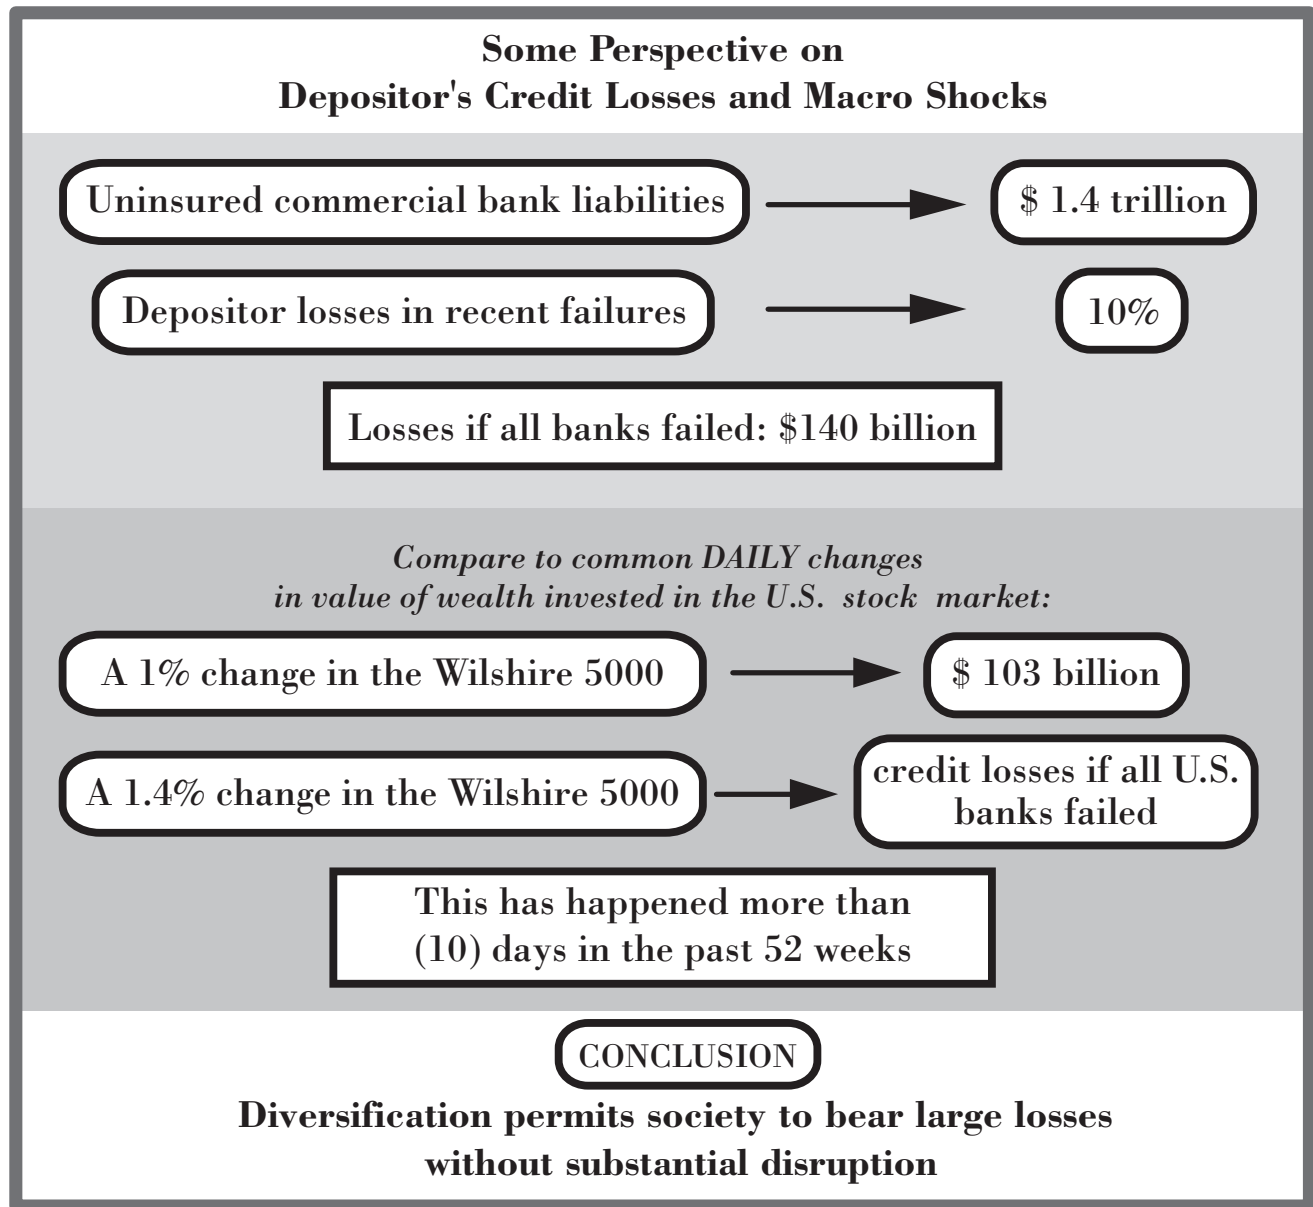 Some Perspective on
Depositor's Credit Losses and Macro Shocks
Uninsured commercial bank liabilities
$ 1.4 trillion
Depositor losses in recent failures
10%
Losses if all banks failed: $140 billion
Compare to common DAILY changes
in value of wealth invested in the U.S. stock market:
A 1% change in the Wilshire 5000
$ 103 billion
A 1.4% change in the Wilshire 5000
credit losses if all U.S.
banks failed
This has happened more than
(10) days in the past 52 weeks
CONCLUSION
Diversification permits society to bear large losses
without substantial disruption